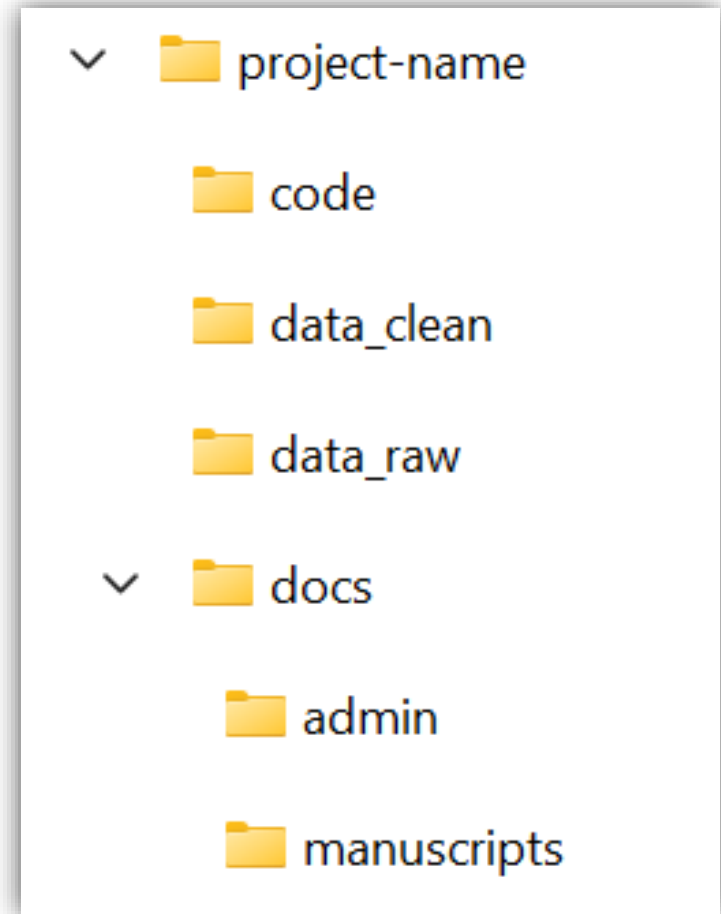 project-name
code
data_clean
data_raw
docs
admin
manuscripts